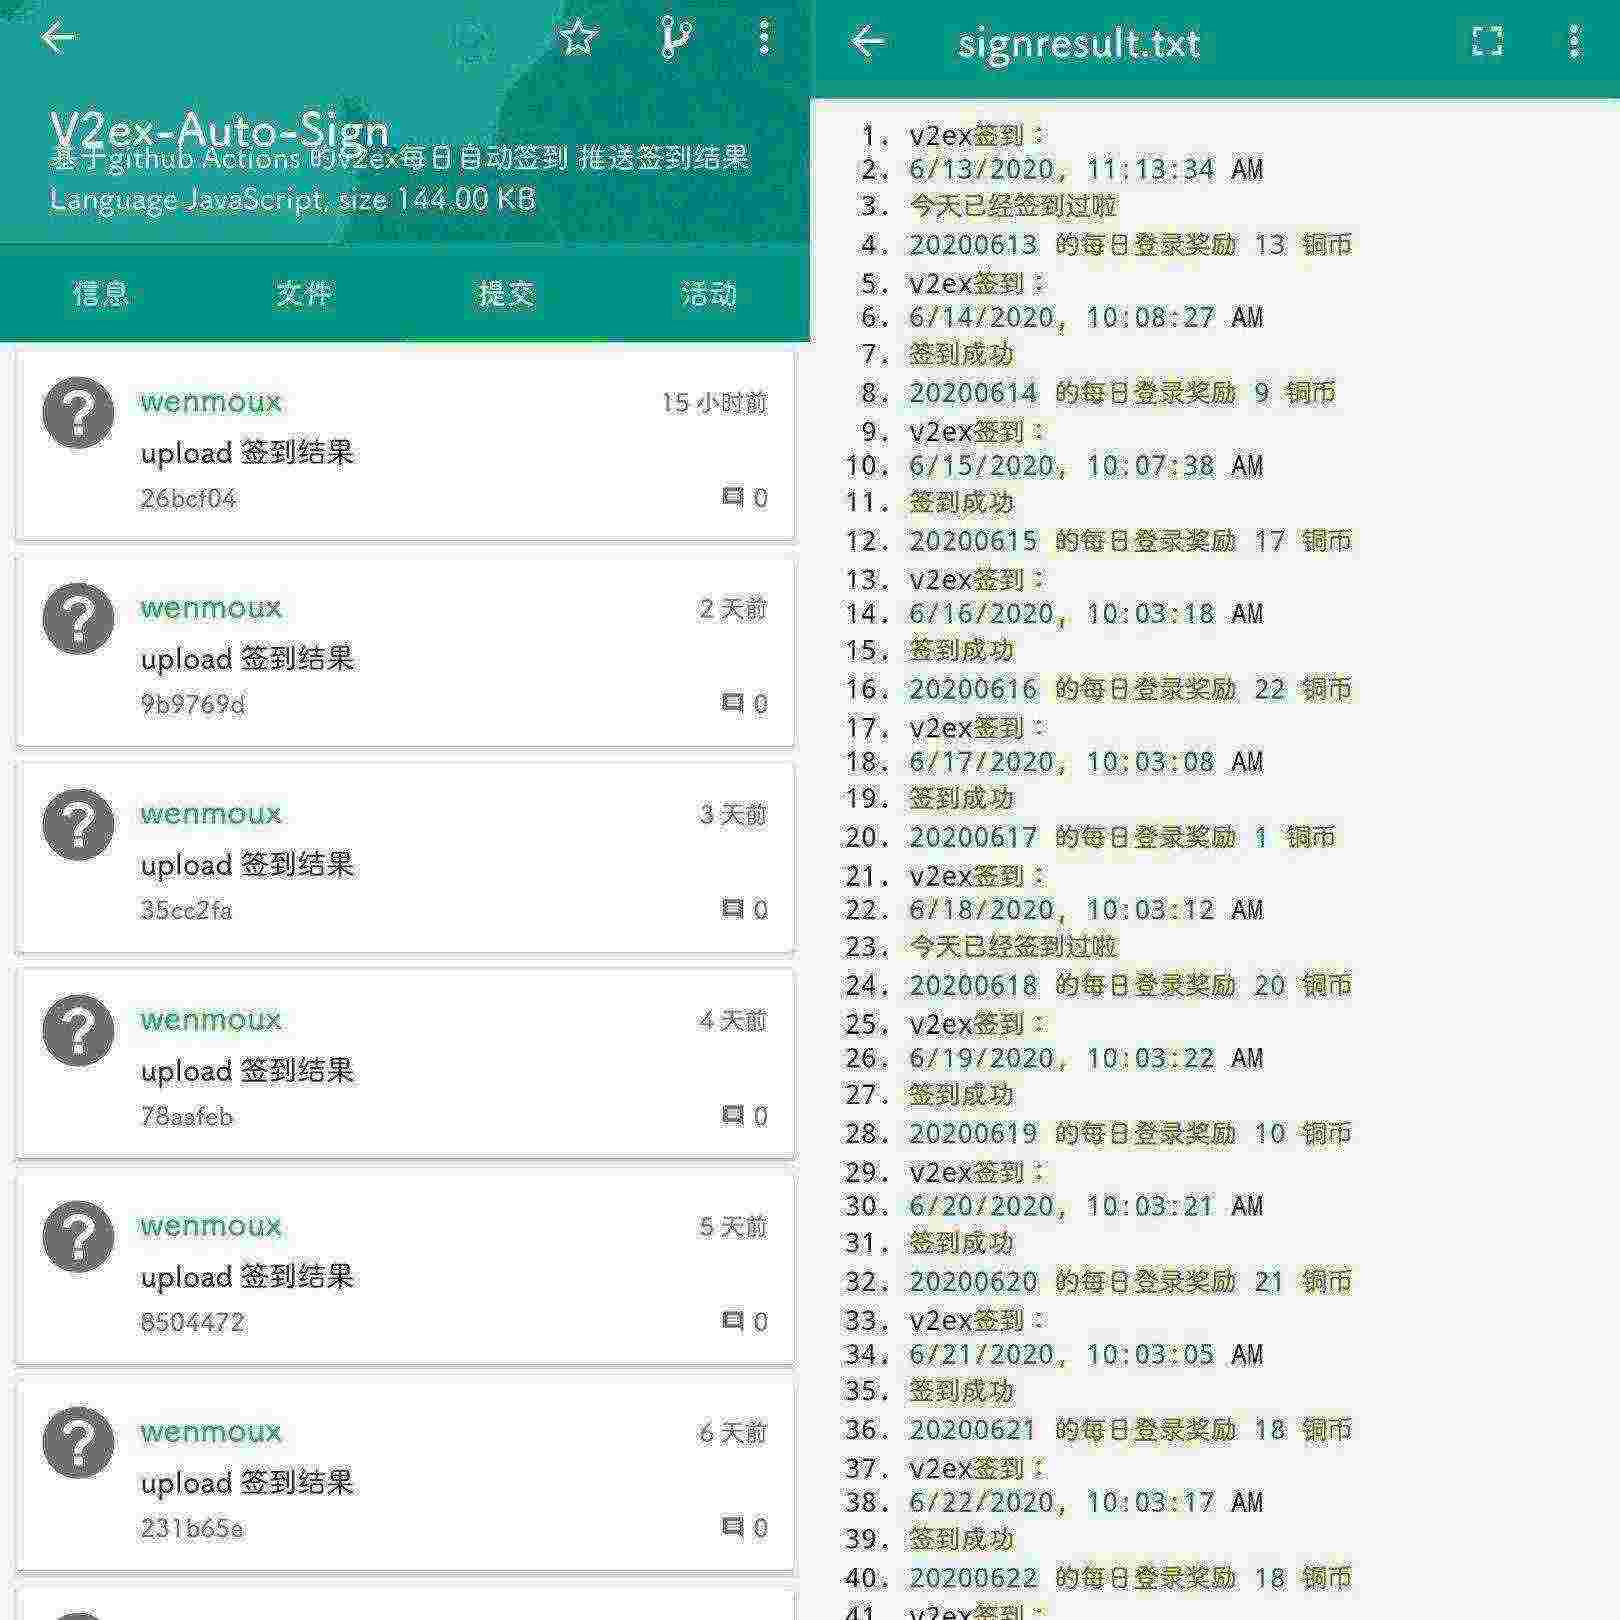 V2ex-Auto-Sign
基于github Actions 的v2ex每日自动签到 推送签到结果
Language JavaScript, size 144.00 KB
信息 文件 提交 活动
wenmoux 15 小时前
upload 签到结果
26bcf04 0
wenmoux 2 天前
upload 签到结果
9b9769d 0
wenmoux 3 天前
upload 签到结果
35cc2fa 0
wenmoux 4 天前
upload 签到结果
78aafeb 0
wenmoux 5 天前
upload 签到结果
8504472 0
wenmoux 6 天前
upload 签到结果
231b65e 0
signresult.txt
1. v2ex签到：
2. 6/13/2020, 11:13:34 AM
3. 今天已经签到过啦
4. 20200613 的每日登录奖励 13 铜币
5. v2ex签到：
6. 6/14/2020, 10:08:27 AM
7. 签到成功
8. 20200614 的每日登录奖励 9 铜币
9. v2ex签到：
10. 6/15/2020, 10:07:38 AM
11. 签到成功
12. 20200615 的每日登录奖励 17 铜币
13. v2ex签到：
14. 6/16/2020, 10:03:18 AM
15. 签到成功
16. 20200616 的每日登录奖励 22 铜币
17. v2ex签到：
18. 6/17/2020, 10:03:08 AM
19. 签到成功
20. 20200617 的每日登录奖励 1 铜币
21. v2ex签到：
22. 6/18/2020, 10:03:12 AM
23. 今天已经签到过啦
24. 20200618 的每日登录奖励 20 铜币
25. v2ex签到：
26. 6/19/2020, 10:03:22 AM
27. 签到成功
28. 20200619 的每日登录奖励 10 铜币
29. v2ex签到：
30. 6/20/2020, 10:03:21 AM
31. 签到成功
32. 20200620 的每日登录奖励 21 铜币
33. v2ex签到：
34. 6/21/2020, 10:03:05 AM
35. 签到成功
36. 20200621 的每日登录奖励 18 铜币
37. v2ex签到：
38. 6/22/2020, 10:03:17 AM
39. 签到成功
40. 20200622 的每日登录奖励 18 铜币
41. v2ex签到：